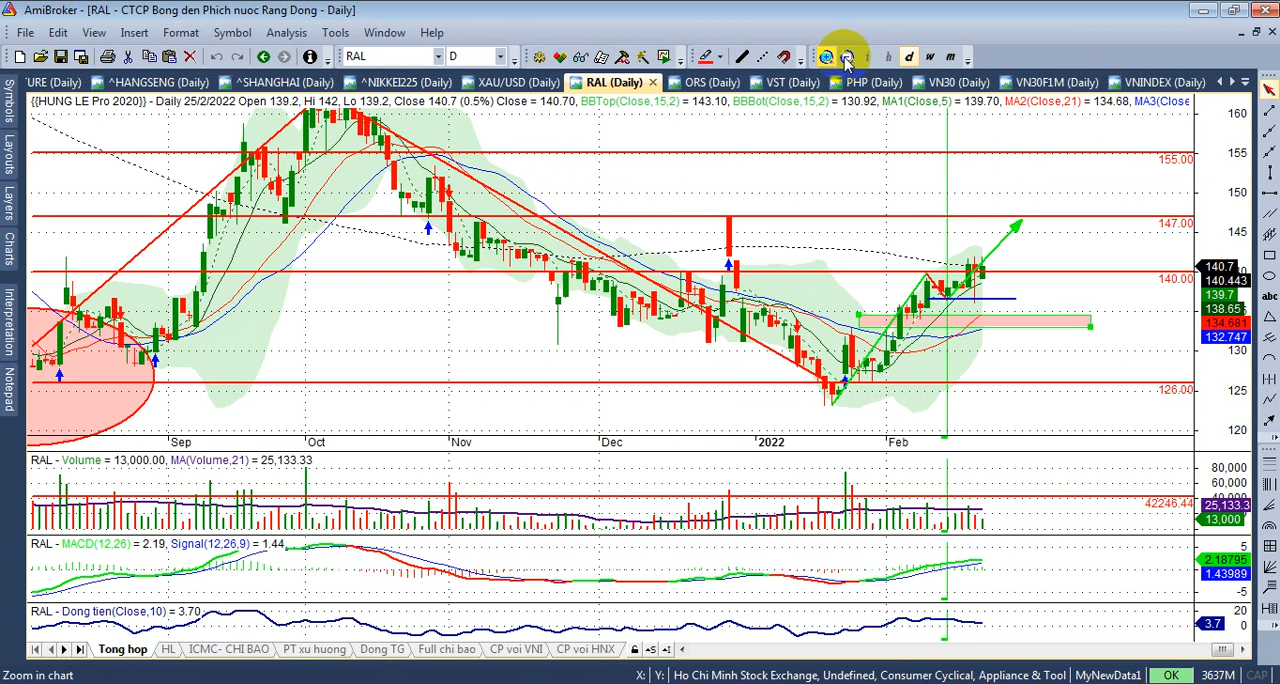 AmiBroker - [RAL - CTCP Bong den Phich nuoc Rang Dong - Daily]
File Edit View Insert Format Symbol Analysis Tools Window Help
RAL D h d w m
'URE (Daily) ^HANGSENG (Daily) ^SHANGHAI (Daily) ^NIKKEI225 (Daily) XAU/USD (Daily) RAL (Daily) ORS (Daily) VST (Daily) PHP (Daily) VN30 (Daily) VN30F1M (Daily) VNINDEX (Daily)
{{HUNG LE Pro 2020}} - Daily 25/2/2022 Open 139.2, Hi 142, Lo 139.2, Close 140.7 (0.5%) Close = 140.70, BBTop(Close,15,2) = 143.10, BBBot(Close,15,2) = 130.92, MA1(Close,5) = 139.70, MA2(Close,21) = 134.68, MA3(Close
Symbols
Layouts
Layers
Charts
Interpretation
Notepad
160
155
155.00
150
147.00
145
140.7
140.443
140.00
139.7
138.65
134.681
132.747
130
126.00
125
120
Sep Oct Nov Dec 2022 Feb
RAL - Volume = 13,000.00, MA(Volume,21) = 25,133.33
80,000
60,000
40,000
42246.44
25,133.3
13,000
RAL - MACD(12,26) = 2.19, Signal(12,26,9) = 1.44
5
2.18795
1.43989
-5
RAL - Dong tien(Close,10) = 3.70
20
3.7
0
Tong hop HL ICMC- CHI BAO PT xu huong Dong TG Full chi bao CP voi VNI CP voi HNX
Zoom in chart X: Y: Ho Chi Minh Stock Exchange, Undefined, Consumer Cyclical, Appliance & Tool MyNewData1 OK 3637M CAP
abc